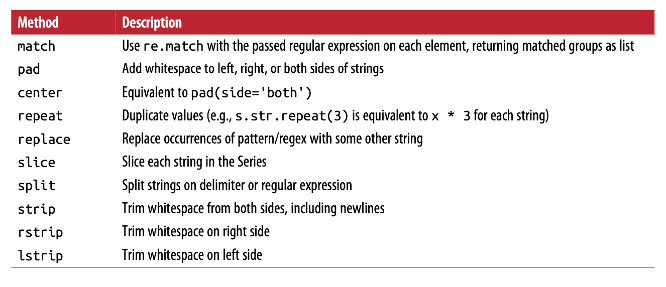 Method Description
match Use re.match with the passed regular expression on each element, returning matched groups as list
pad Add whitespace to left, right, or both sides of strings
center Equivalent to pad(side='both')
repeat Duplicate values (e.g., s.str.repeat(3) is equivalent to x * 3 for each string)
replace Replace occurrences of pattern/regex with some other string
slice Slice each string in the Series
split Split strings on delimiter or regular expression
strip Trim whitespace from both sides, including newlines
rstrip Trim whitespace on right side
lstrip Trim whitespace on left side